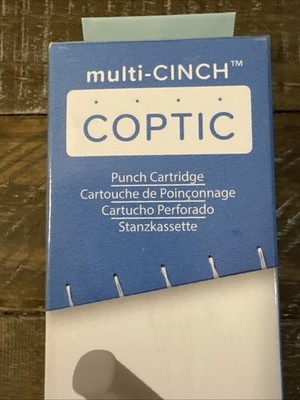 multi-CINCH™
COPTIC
Punch Cartridge
Cartouche de Poinçonnage
Cartucho Perforado
Stanzkassette